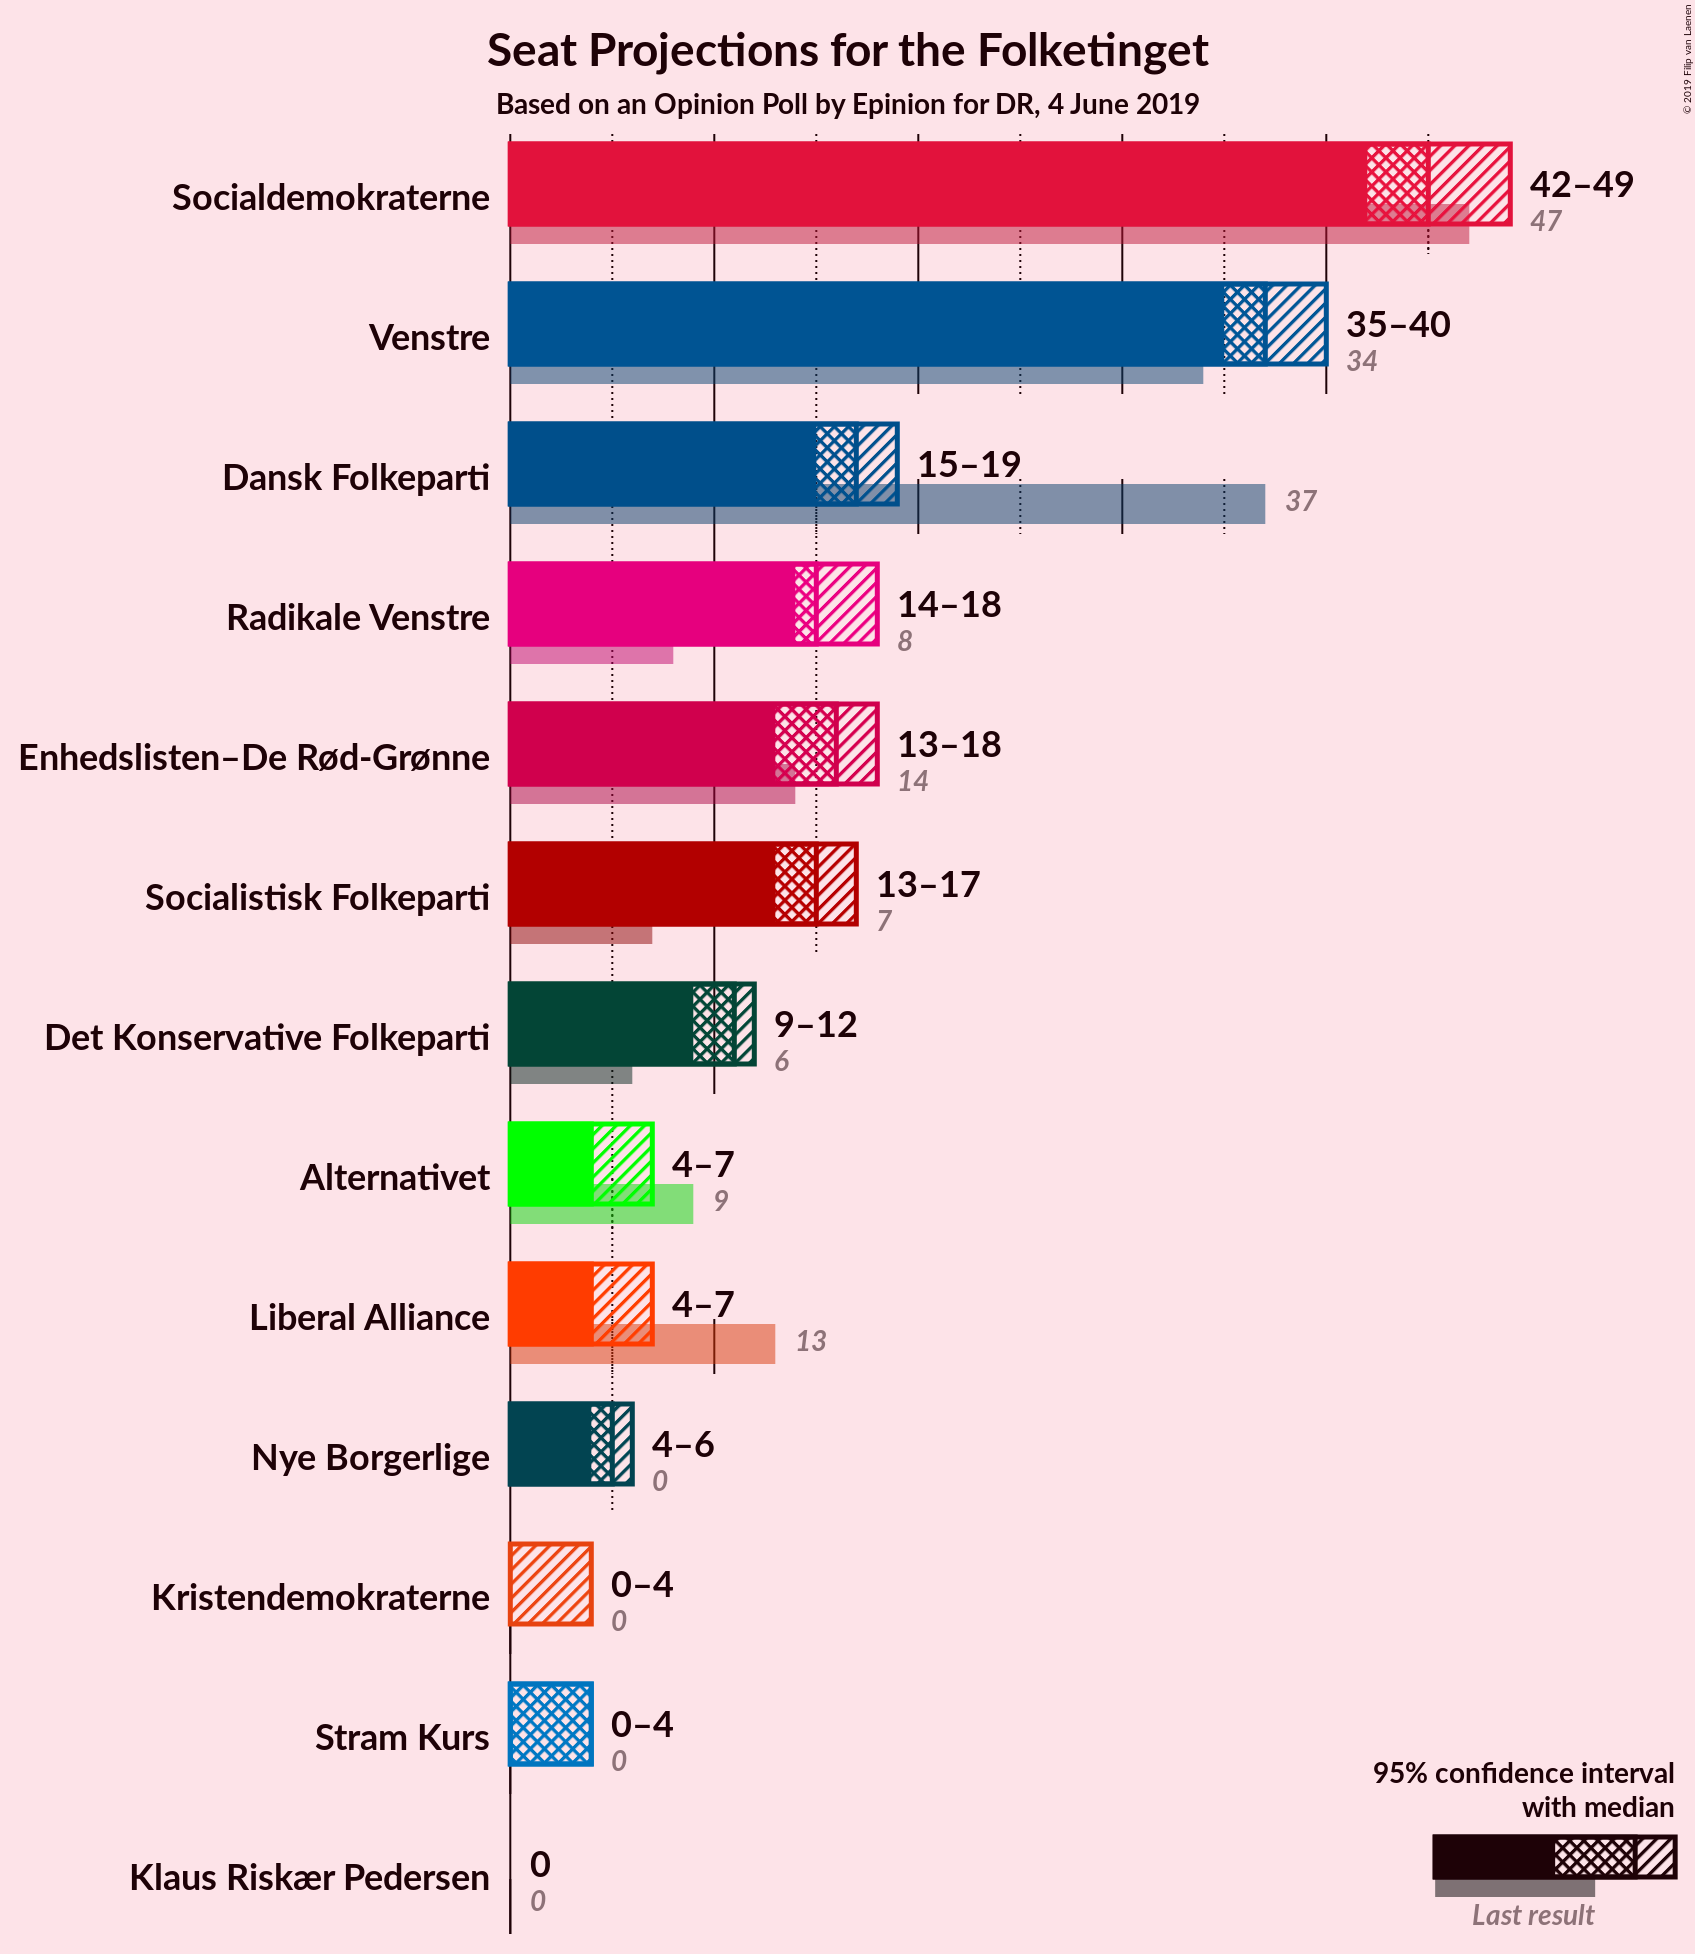 Seat Projections for the Folketinget
Based on an Opinion Poll by Epinion for DR, 4 June 2019
© 2019 Filip van Laenen
Socialdemokraterne
42–49
47
Venstre
35–40
34
Dansk Folkeparti
15–19
37
Radikale Venstre
14–18
8
Enhedslisten–De Rød-Grønne
13–18
14
Socialistisk Folkeparti
13–17
7
Det Konservative Folkeparti
9–12
6
Alternativet
4–7
9
Liberal Alliance
4–7
13
Nye Borgerlige
4–6
0
Kristendemokraterne
0–4
0
Stram Kurs
0–4
0
Klaus Riskær Pedersen
0
0
95% confidence interval
with median
Last result